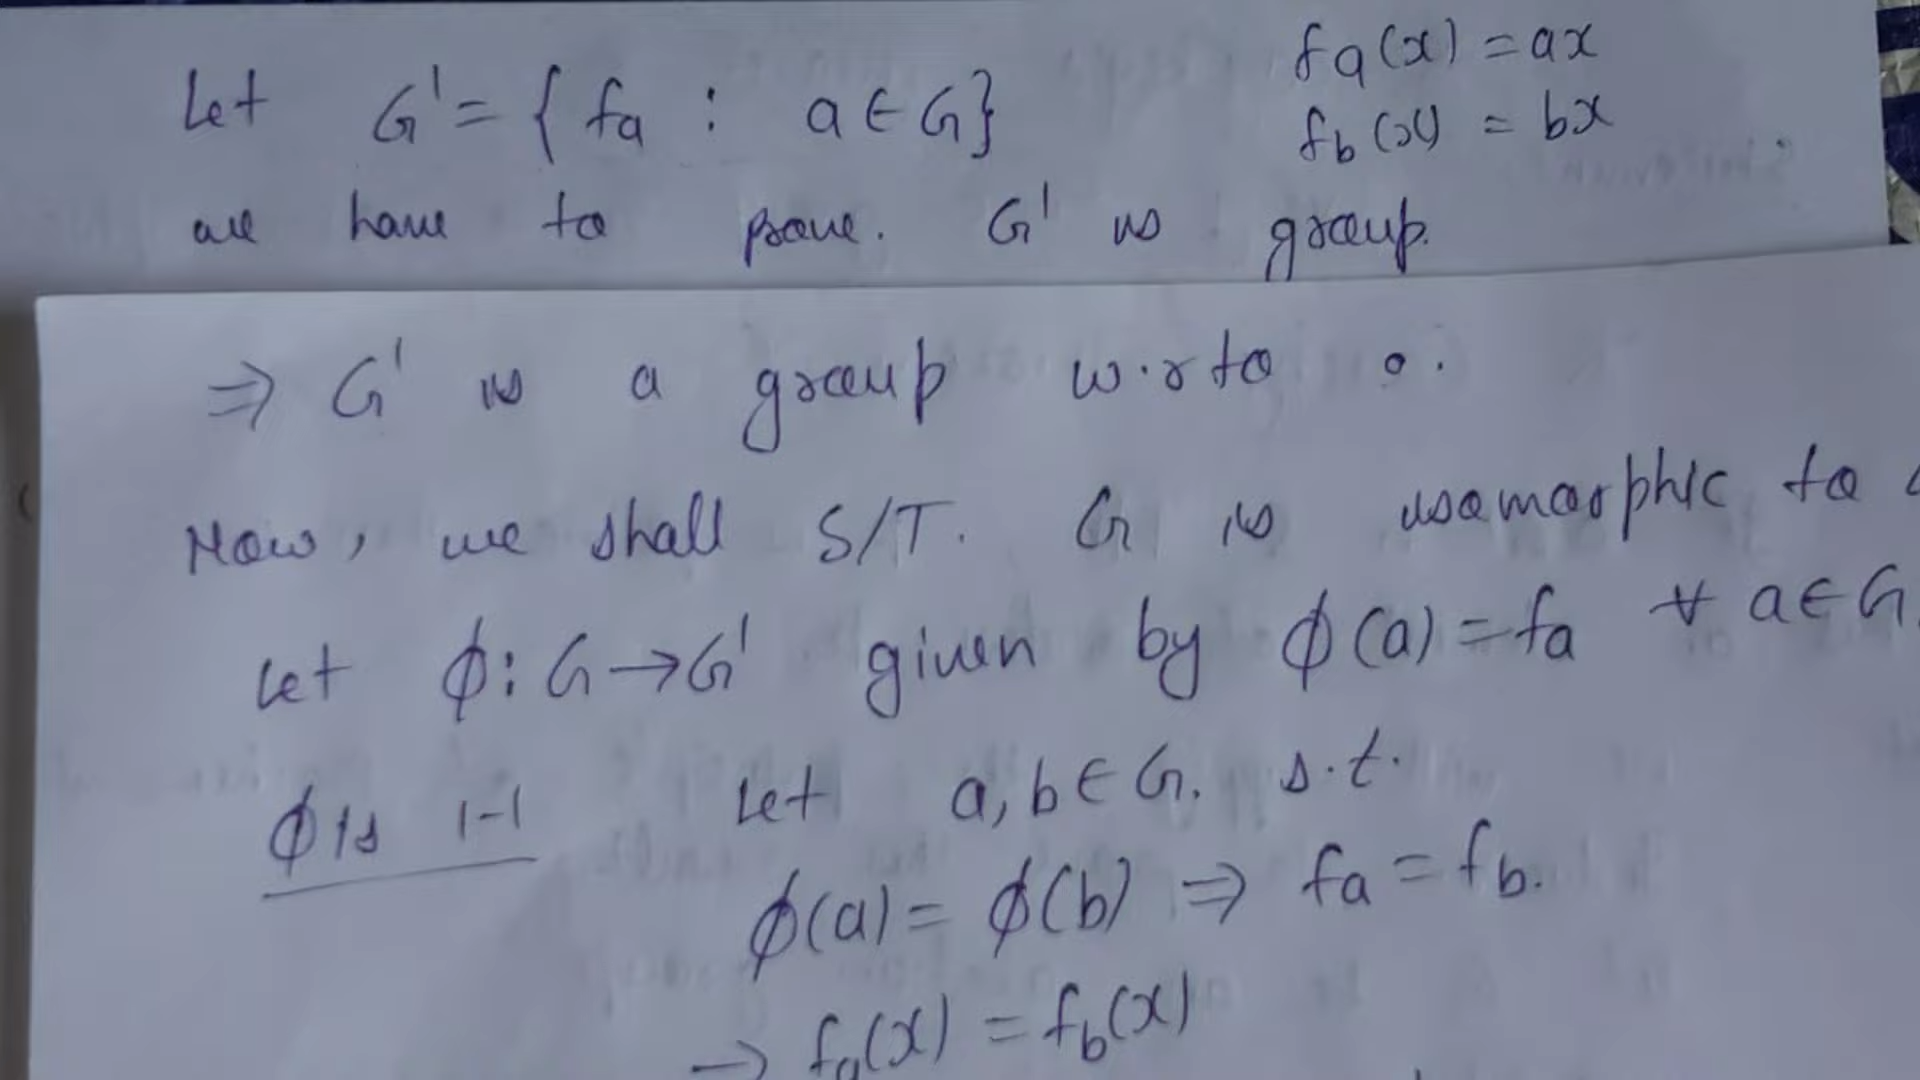 Let G' = { fa : a ∈ G}
fa(x) = ax
fb(x) = bx
we have to prove. G' is group.
⇒ G' is a group w.r to o.
Now, we shall S/T. G is isomorphic to
Let ϕ: G → G' given by ϕ(a) = fa ∀ a ∈ G.
ϕ is 1-1 Let a, b ∈ G. s.t.
ϕ(a) = ϕ(b) ⇒ fa = fb.
→ fa(x) = fb(x)